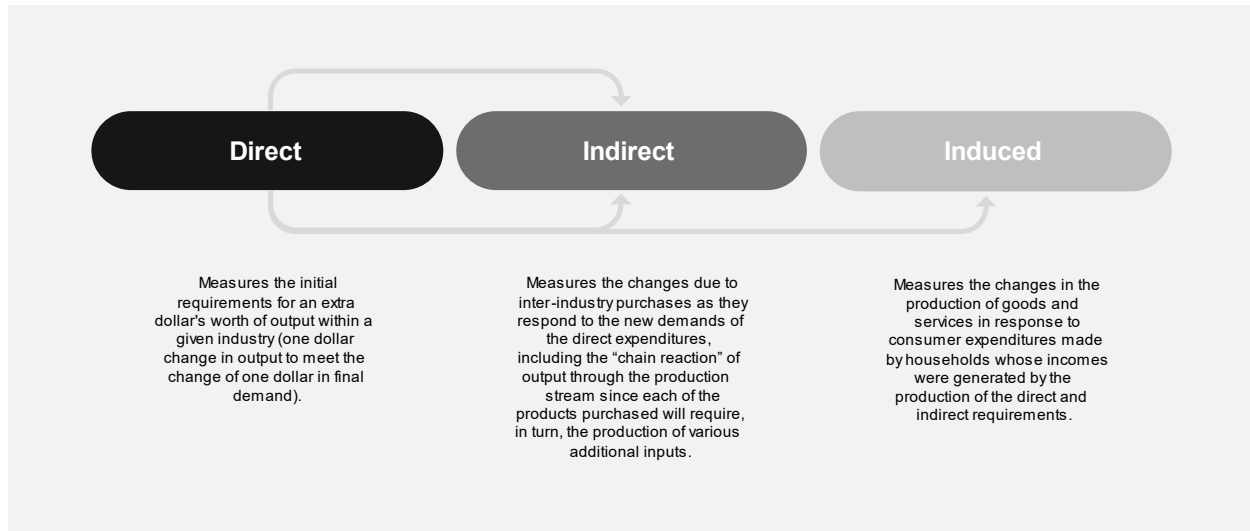 Direct
Indirect
Induced
Measures the initial
requirements for an extra
dollar's worth of output within a
given industry (one dollar
change in output to meet the
change of one dollar in final
demand).
Measures the changes due to
inter-industry purchases as they
respond to the new demands of
the direct expenditures,
including the “chain reaction” of
output through the production
stream since each of the
products purchased will require,
in turn, the production of various
additional inputs.
Measures the changes in the
production of goods and
services in response to
consumer expenditures made
by households whose incomes
were generated by the
production of the direct and
indirect requirements.